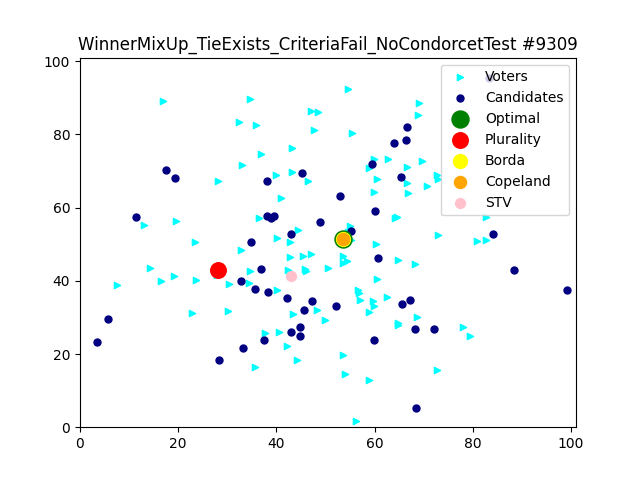 WinnerMixUp_TieExists_CriteriaFail_NoCondorcetTest #9309
100
80
60
40
20
0
0 20 40 60 80 100
Voters
Candidates
Optimal
Plurality
Borda
Copeland
STV